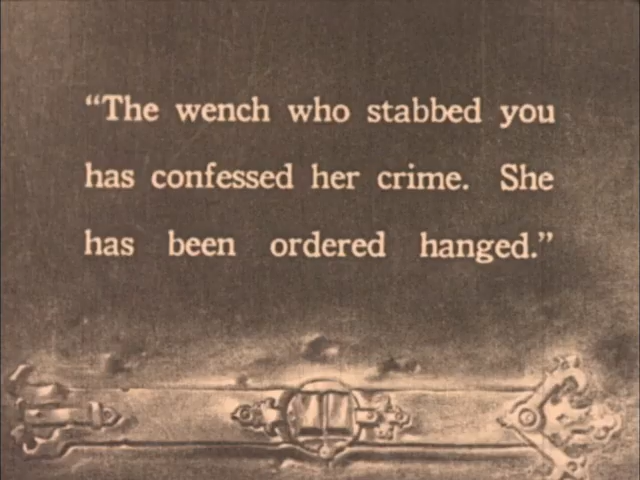 “The wench who stabbed you
has confessed her crime. She
has been ordered hanged.”